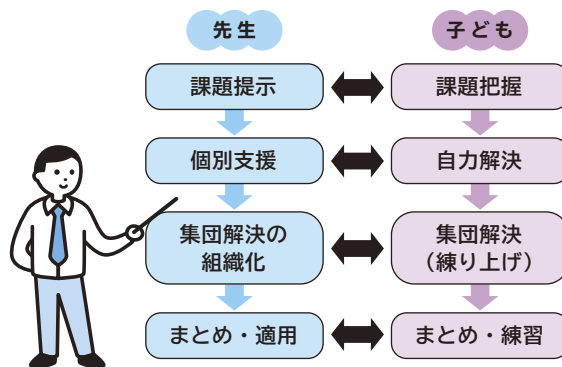 先生
子ども
課題提示
課題把握
個別支援
自力解決
集団解決の
組織化
集団解決
（練り上げ）
まとめ・適用
まとめ・練習